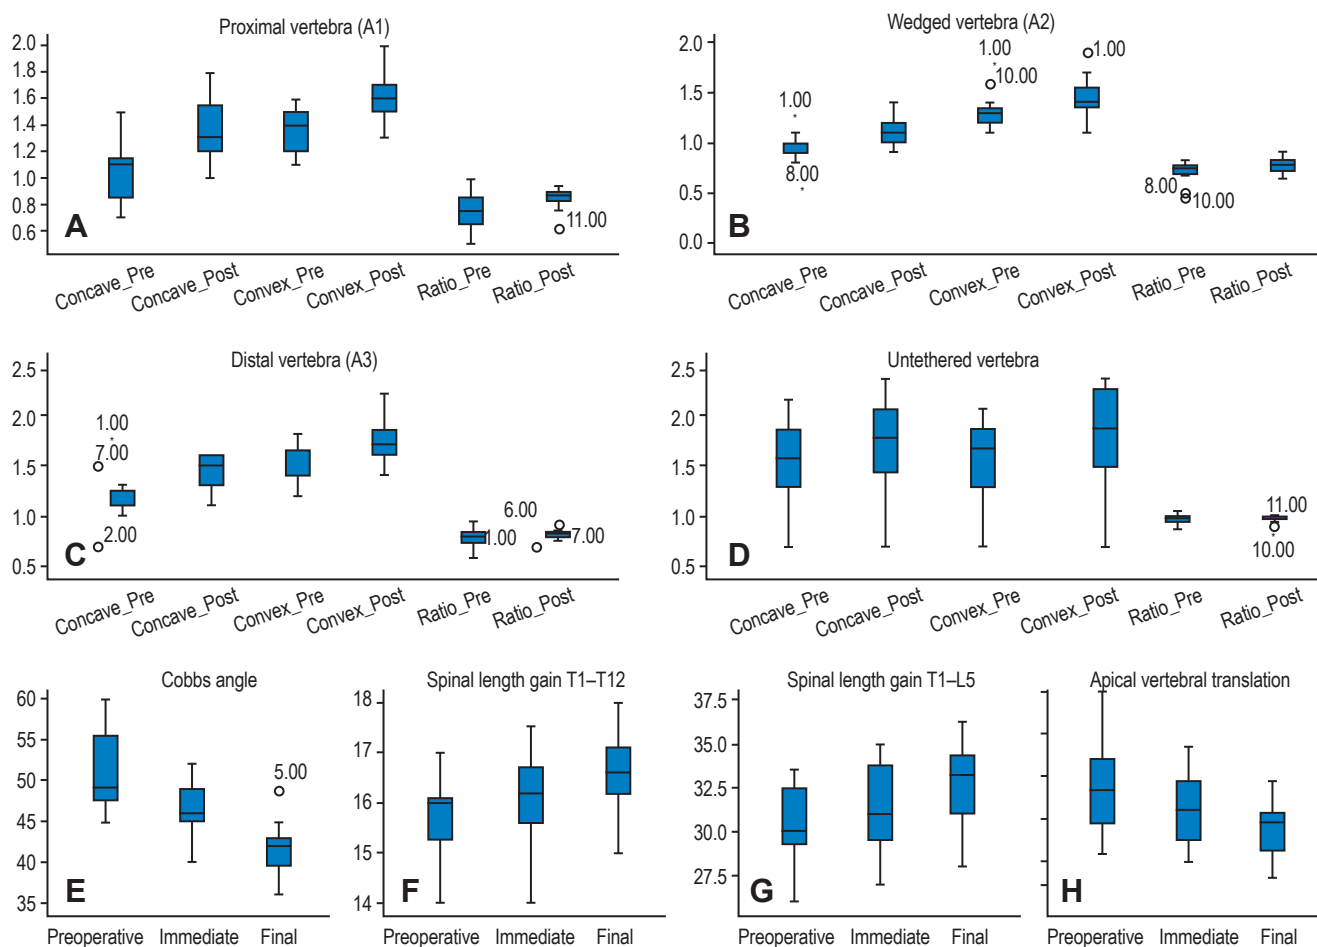 Proximal vertebra (A1)
2.0
1.8
1.6
1.4
1.2
1.0
0.8
0.6
A
11.00
Concave_Pre
Concave_Post
Convex_Pre
Convex_Post
Ratio_Pre
Ratio_Post
Wedged vertebra (A2)
2.0
1.5
1.0
0.5
0.0
B
1.00
*
8.00
*
1.00
*
10.00
1.00
8.00
10.00
Concave_Pre
Concave_Post
Convex_Pre
Convex_Post
Ratio_Pre
Ratio_Post
Distal vertebra (A3)
2.5
2.0
1.5
1.0
0.5
C
1.00
*
7.00
2.00
1.00
6.00
7.00
Concave_Pre
Concave_Post
Convex_Pre
Convex_Post
Ratio_Pre
Ratio_Post
Untethered vertebra
2.5
2.0
1.5
1.0
0.5
D
11.00
*
10.00
Concave_Pre
Concave_Post
Convex_Pre
Convex_Post
Ratio_Pre
Ratio_Post
Cobbs angle
60
55
50
45
40
35
E
5.00
Preoperative
Immediate
Final
Spinal length gain T1–T12
18
17
16
15
14
F
Preoperative
Immediate
Final
Spinal length gain T1–L5
37.5
35.0
32.5
30.0
27.5
G
Preoperative
Immediate
Final
Apical vertebral translation
H
Preoperative
Immediate
Final